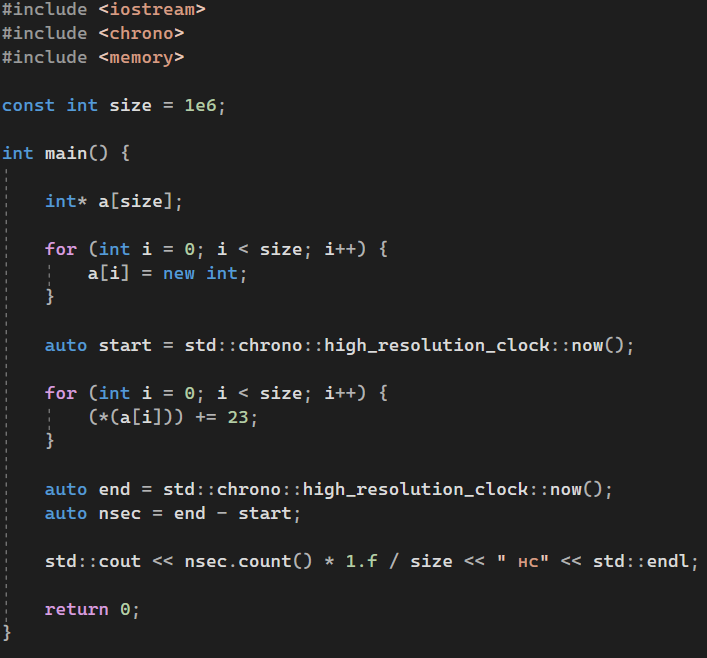 #include <iostream>
#include <chrono>
#include <memory>
const int size = 1e6;
int main() {
int* a[size];
for (int i = 0; i < size; i++) {
a[i] = new int;
}
auto start = std::chrono::high_resolution_clock::now();
for (int i = 0; i < size; i++) {
(*(a[i])) += 23;
}
auto end = std::chrono::high_resolution_clock::now();
auto nsec = end - start;
std::cout << nsec.count() * 1.f / size << " нс" << std::endl;
return 0;
}